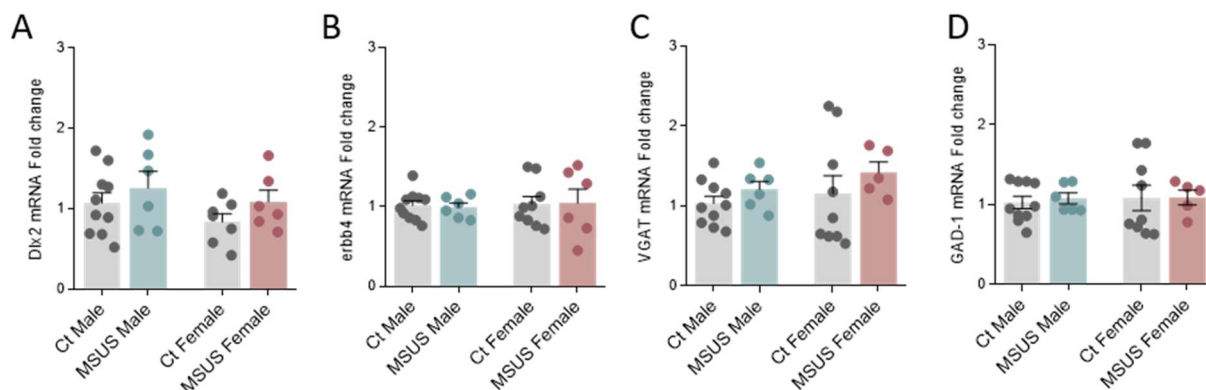 A
Dlx2 mRNA Fold change
3
2
1
0
Ct Male
MSUS Male
Ct Female
MSUS Female
B
erbb4 mRNA Fold change
3
2
1
0
Ct Male
MSUS Male
Ct Female
MSUS Female
C
VGAT mRNA Fold change
3
2
1
0
Ct Male
MSUS Male
Ct Female
MSUS Female
D
GAD-1 mRNA Fold change
3
2
1
0
Ct Male
MSUS Male
Ct Female
MSUS Female